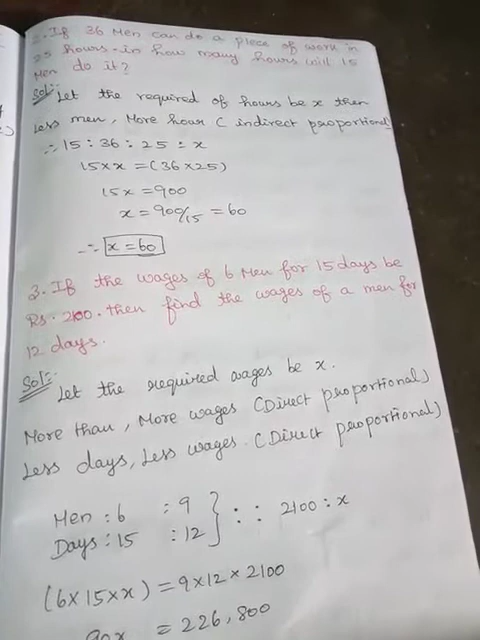 2. If 36 Men can do a piece of work in
25 hours. in how many hours will 15
Men do it?
Sol:-
Let the required of hours be x then
less men, More hour ( indirect proportional)
∴ 15 : 36 : 25 : x
15 x x = (36 x 25)
15x = 900
x = 900/15 = 60
∴ x = 60
3. If the wages of 6 Men for 15 days be
Rs. 2100. then find the wages of a men for
12 days.
Sol:-
Let the required wages be x.
More than, More wages (Direct proportional)
Less days, Less wages. (Direct proportional)
Men : 6 : 9
Days : 15 : 12 } : : 2100 : x
(6 x 15 x x) = 9 x 12 x 2100
90x = 226,800